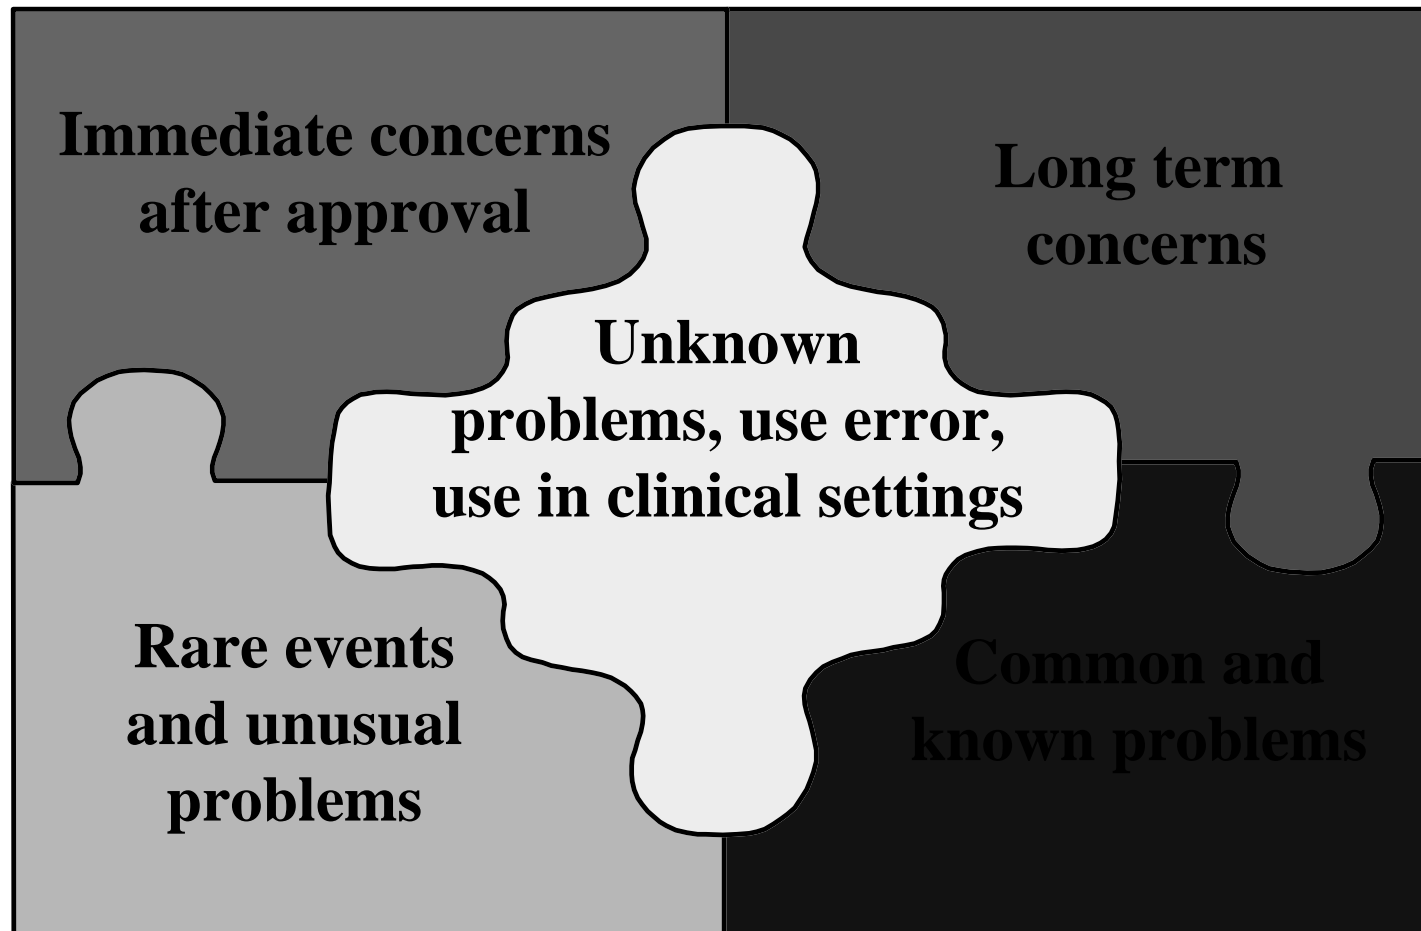 Immediate concerns
after approval
Long term
concerns
Unknown
problems, use error,
use in clinical settings
Rare events
and unusual
problems
Common and
known problems